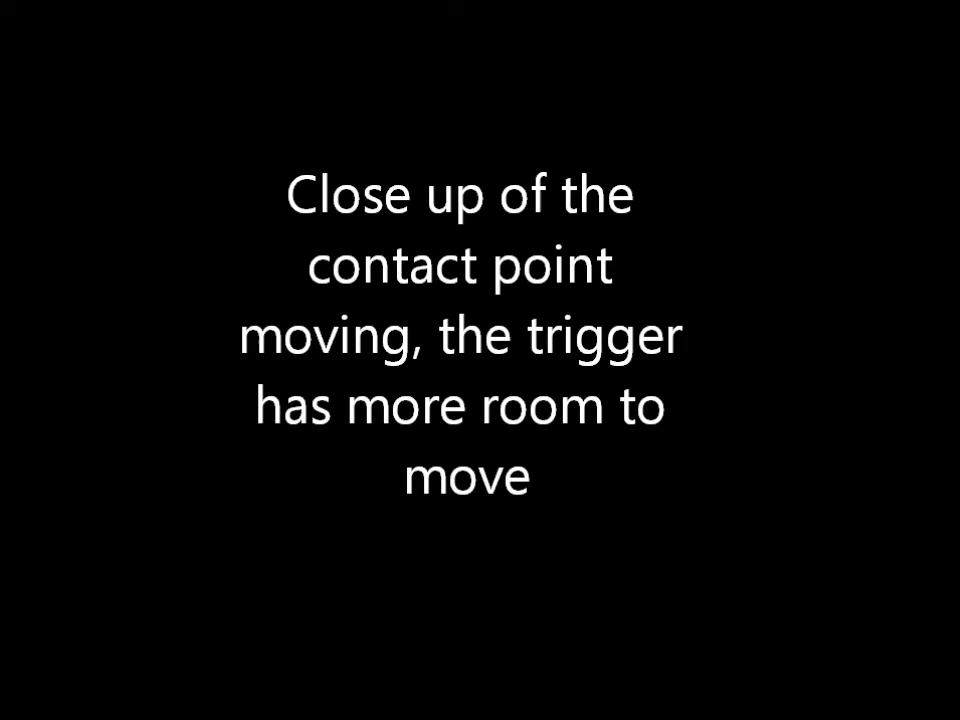 Close up of the
contact point
moving, the trigger
has more room to
move